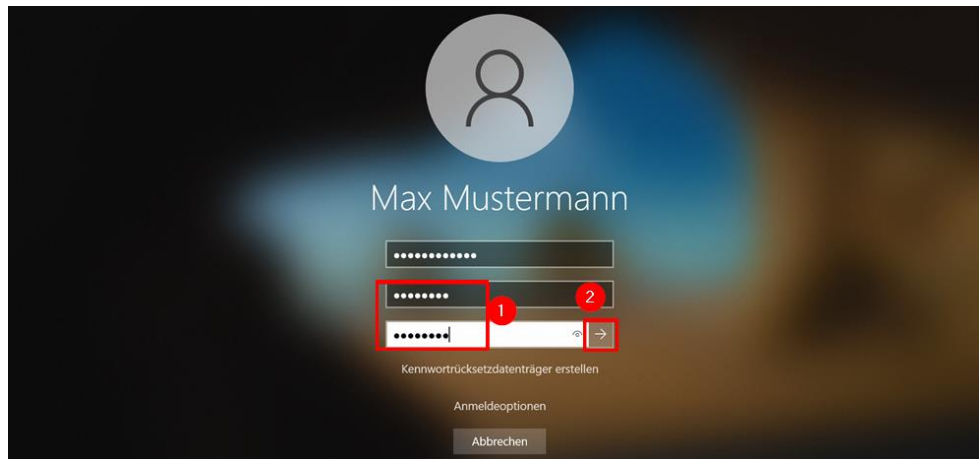 Max Mustermann
••••••••••••
••••••••
2
1
••••••••
Kennwortrücksetzdatenträger erstellen
Anmeldeoptionen
Abbrechen